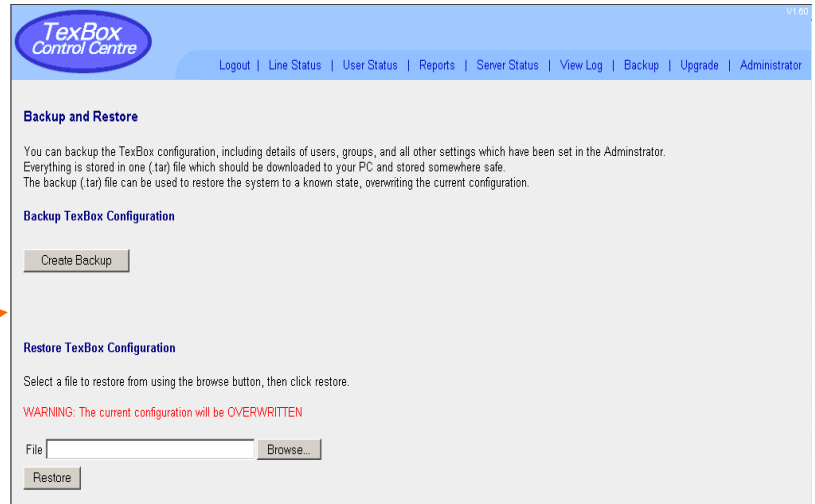 V1.60
TexBox
Control Centre
Logout | Line Status | User Status | Reports | Server Status | View Log | Backup | Upgrade | Administrator
Backup and Restore
You can backup the TexBox configuration, including details of users, groups, and all other settings which have been set in the Adminstrator.
Everything is stored in one (.tar) file which should be downloaded to your PC and stored somewhere safe.
The backup (.tar) file can be used to restore the system to a known state, overwriting the current configuration.
Backup TexBox Configuration
Create Backup
Restore TexBox Configuration
Select a file to restore from using the browse button, then click restore.
WARNING: The current configuration will be OVERWRITTEN
File Browse...
Restore